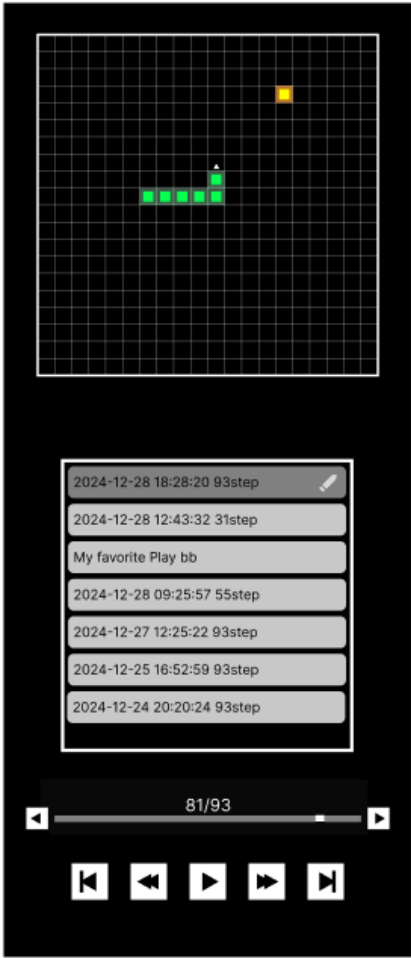 2024-12-28 18:28:20 93step
2024-12-28 12:43:32 31step
My favorite Play bb
2024-12-28 09:25:57 55step
2024-12-27 12:25:22 93step
2024-12-25 16:52:59 93step
2024-12-24 20:20:24 93step
81/93